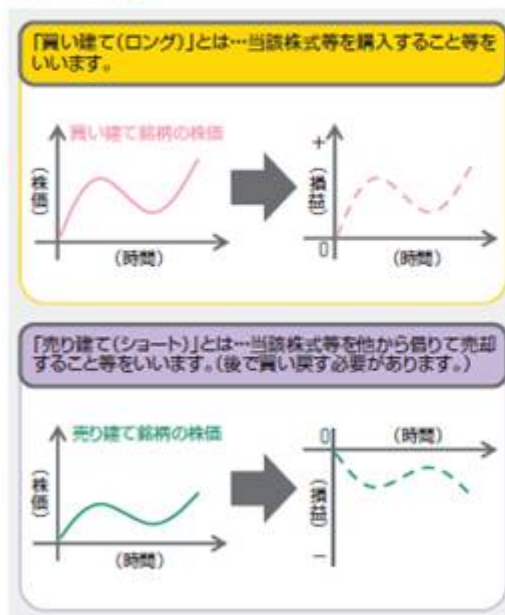 「買い建て(ロング)」とは…当該株式等を購入すること等を
いいます。
買い建て銘柄の株価
(株価)
(時間)
+
(損益)
0
(時間)
「売り建て(ショート)」とは…当該株式等を他から借りて売却
すること等をいいます。(後で買い戻す必要があります。)
売り建て銘柄の株価
(株価)
(時間)
0
(時間)
(損益)
−